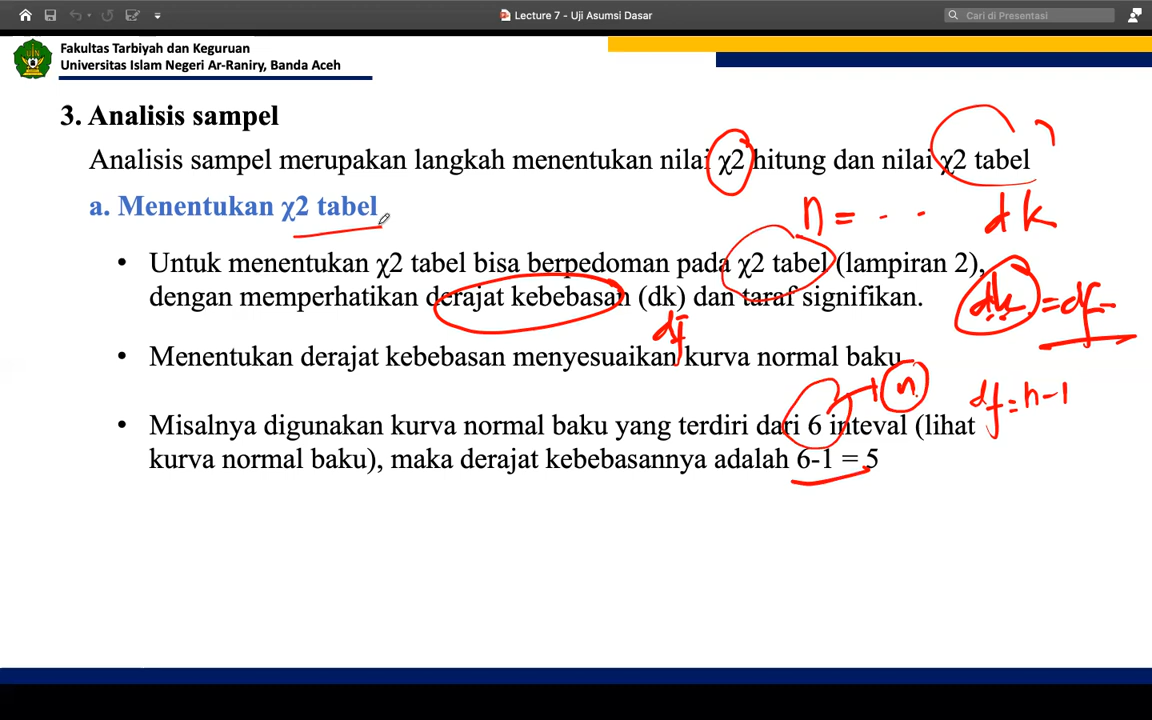 Lecture 7 - Uji Asumsi Dasar
Cari di Presentasi
Fakultas Tarbiyah dan Keguruan
Universitas Islam Negeri Ar-Raniry, Banda Aceh
3. Analisis sampel
Analisis sampel merupakan langkah menentukan nilai χ2 hitung dan nilai χ2 tabel
a. Menentukan χ2 tabel
n = . . dk
• Untuk menentukan χ2 tabel bisa berpedoman pada χ2 tabel (lampiran 2),
dengan memperhatikan derajat kebebasan (dk) dan taraf signifikan.
dk = df
df
• Menentukan derajat kebebasan menyesuaikan kurva normal baku
n
df = n-1
• Misalnya digunakan kurva normal baku yang terdiri dari 6 inteval (lihat
kurva normal baku), maka derajat kebebasannya adalah 6-1 = 5